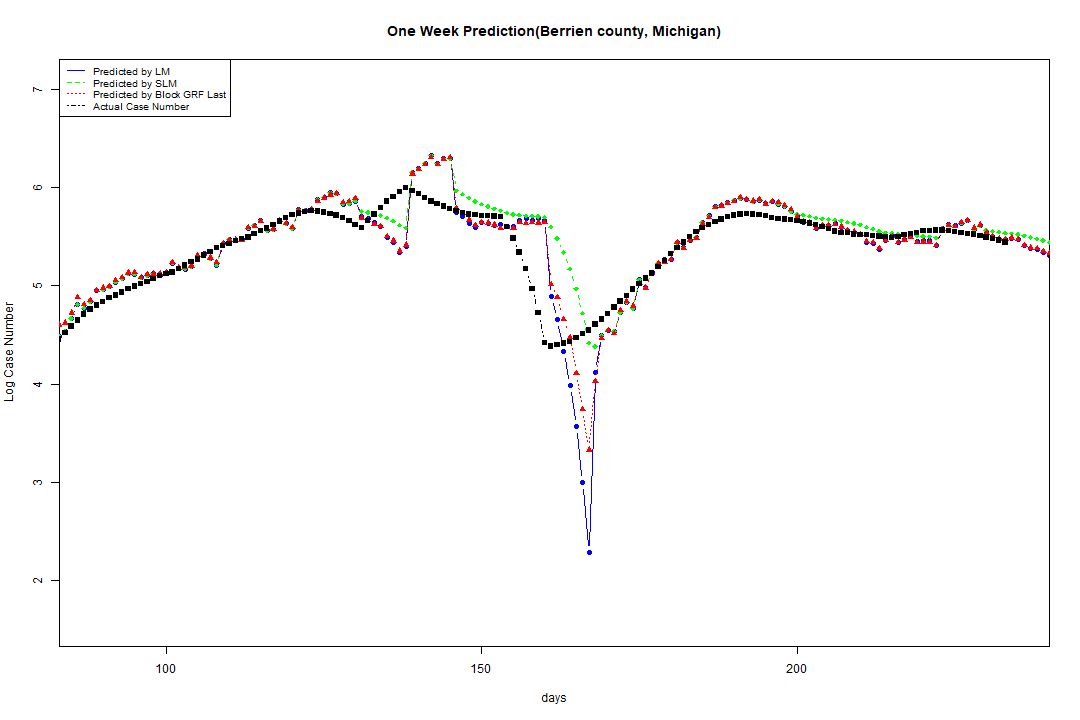 One Week Prediction(Berrien county, Michigan)
Predicted by LM
Predicted by SLM
Predicted by Block GRF Last
Actual Case Number
7
6
5
4
3
2
Log Case Number
100 150 200
days